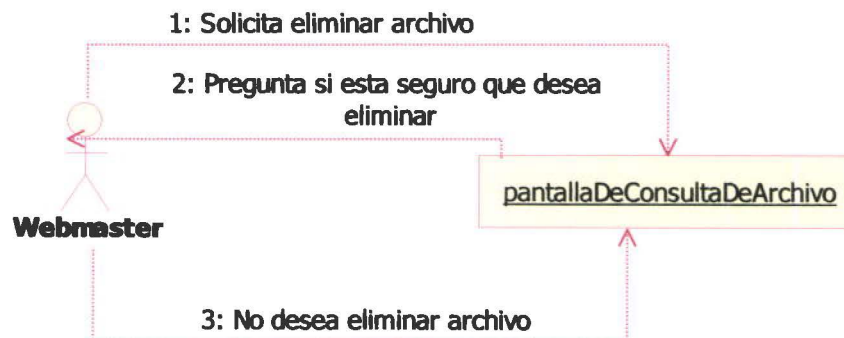 1: Solicita eliminar archivo
2: Pregunta si esta seguro que desea
eliminar
pantallaDeConsultaDeArchivo
Webmaster
3: No desea eliminar archivo